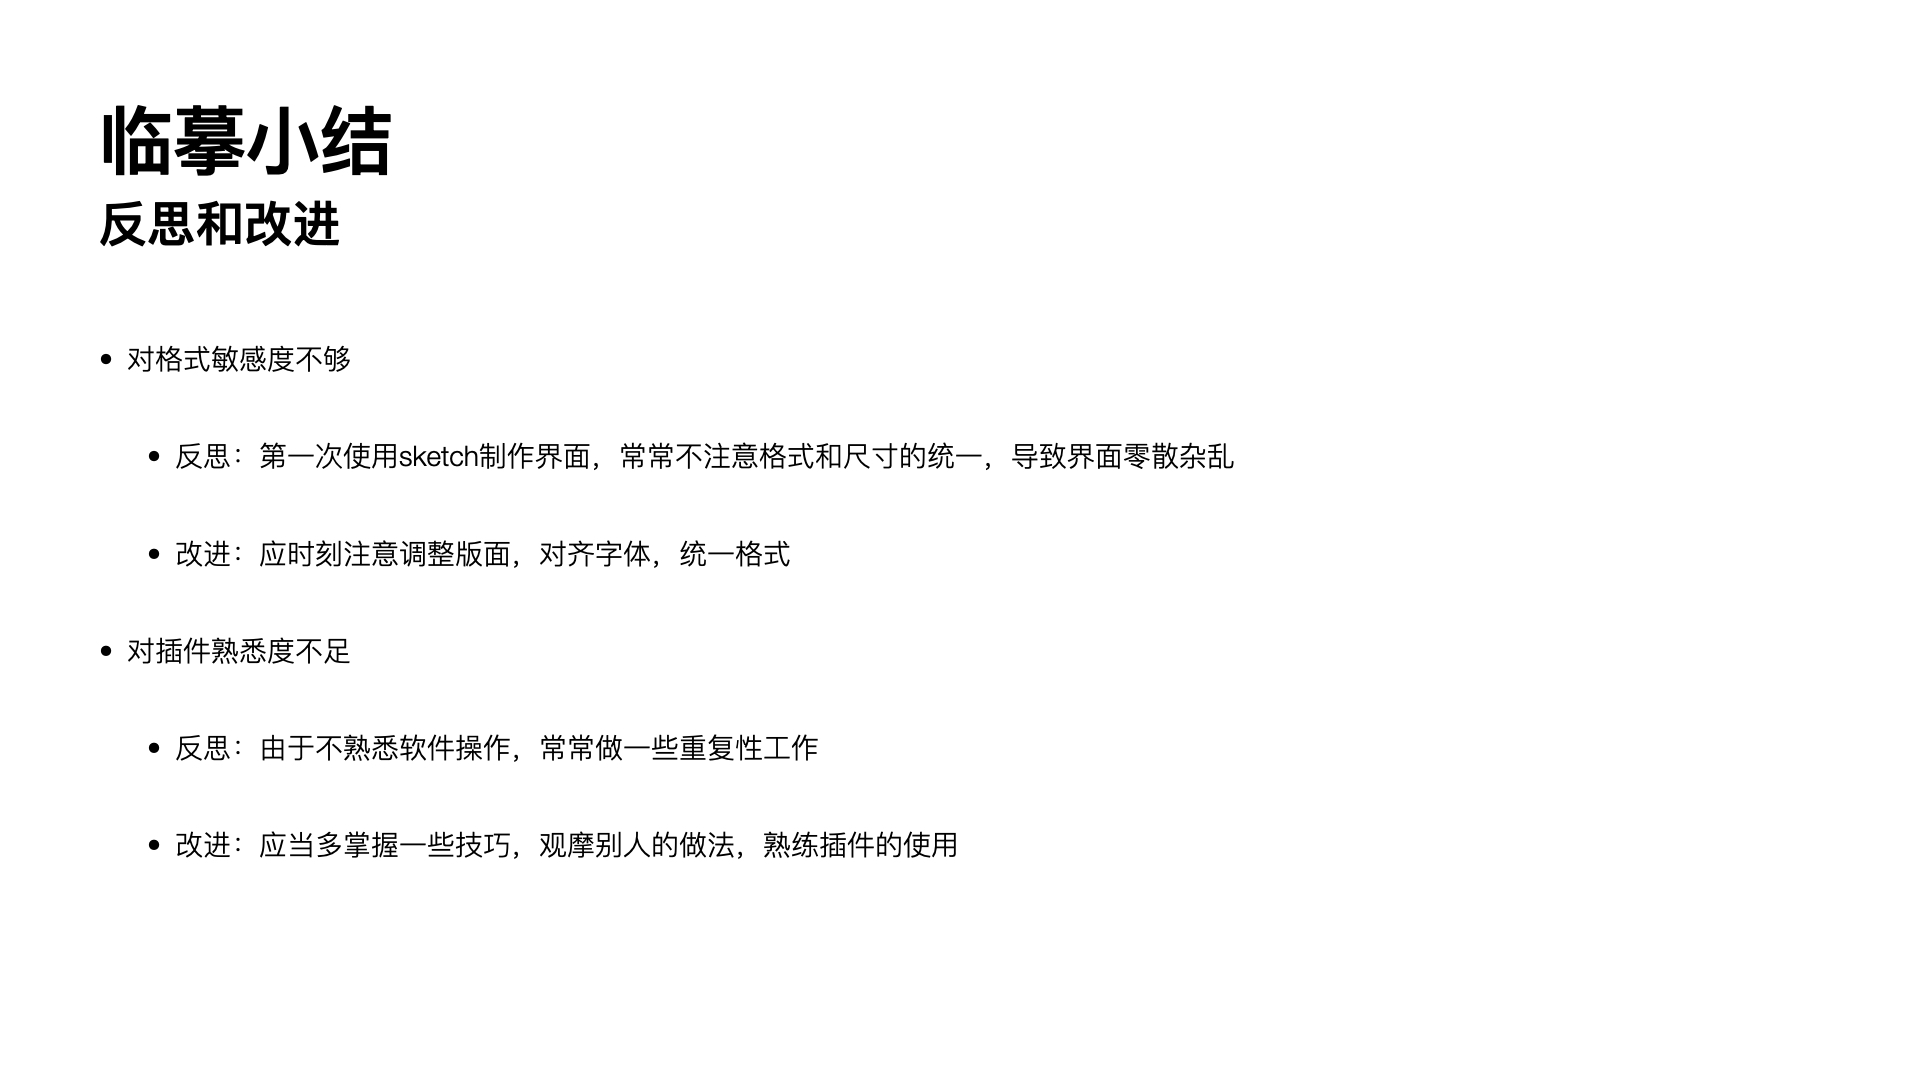 临摹小结
反思和改进
• 对格式敏感度不够
• 反思：第一次使用sketch制作界面，常常不注意格式和尺寸的统一，导致界面零散杂乱
• 改进：应时刻注意调整版面，对齐字体，统一格式
• 对插件熟悉度不足
• 反思：由于不熟悉软件操作，常常做一些重复性工作
• 改进：应当多掌握一些技巧，观摩别人的做法，熟练插件的使用